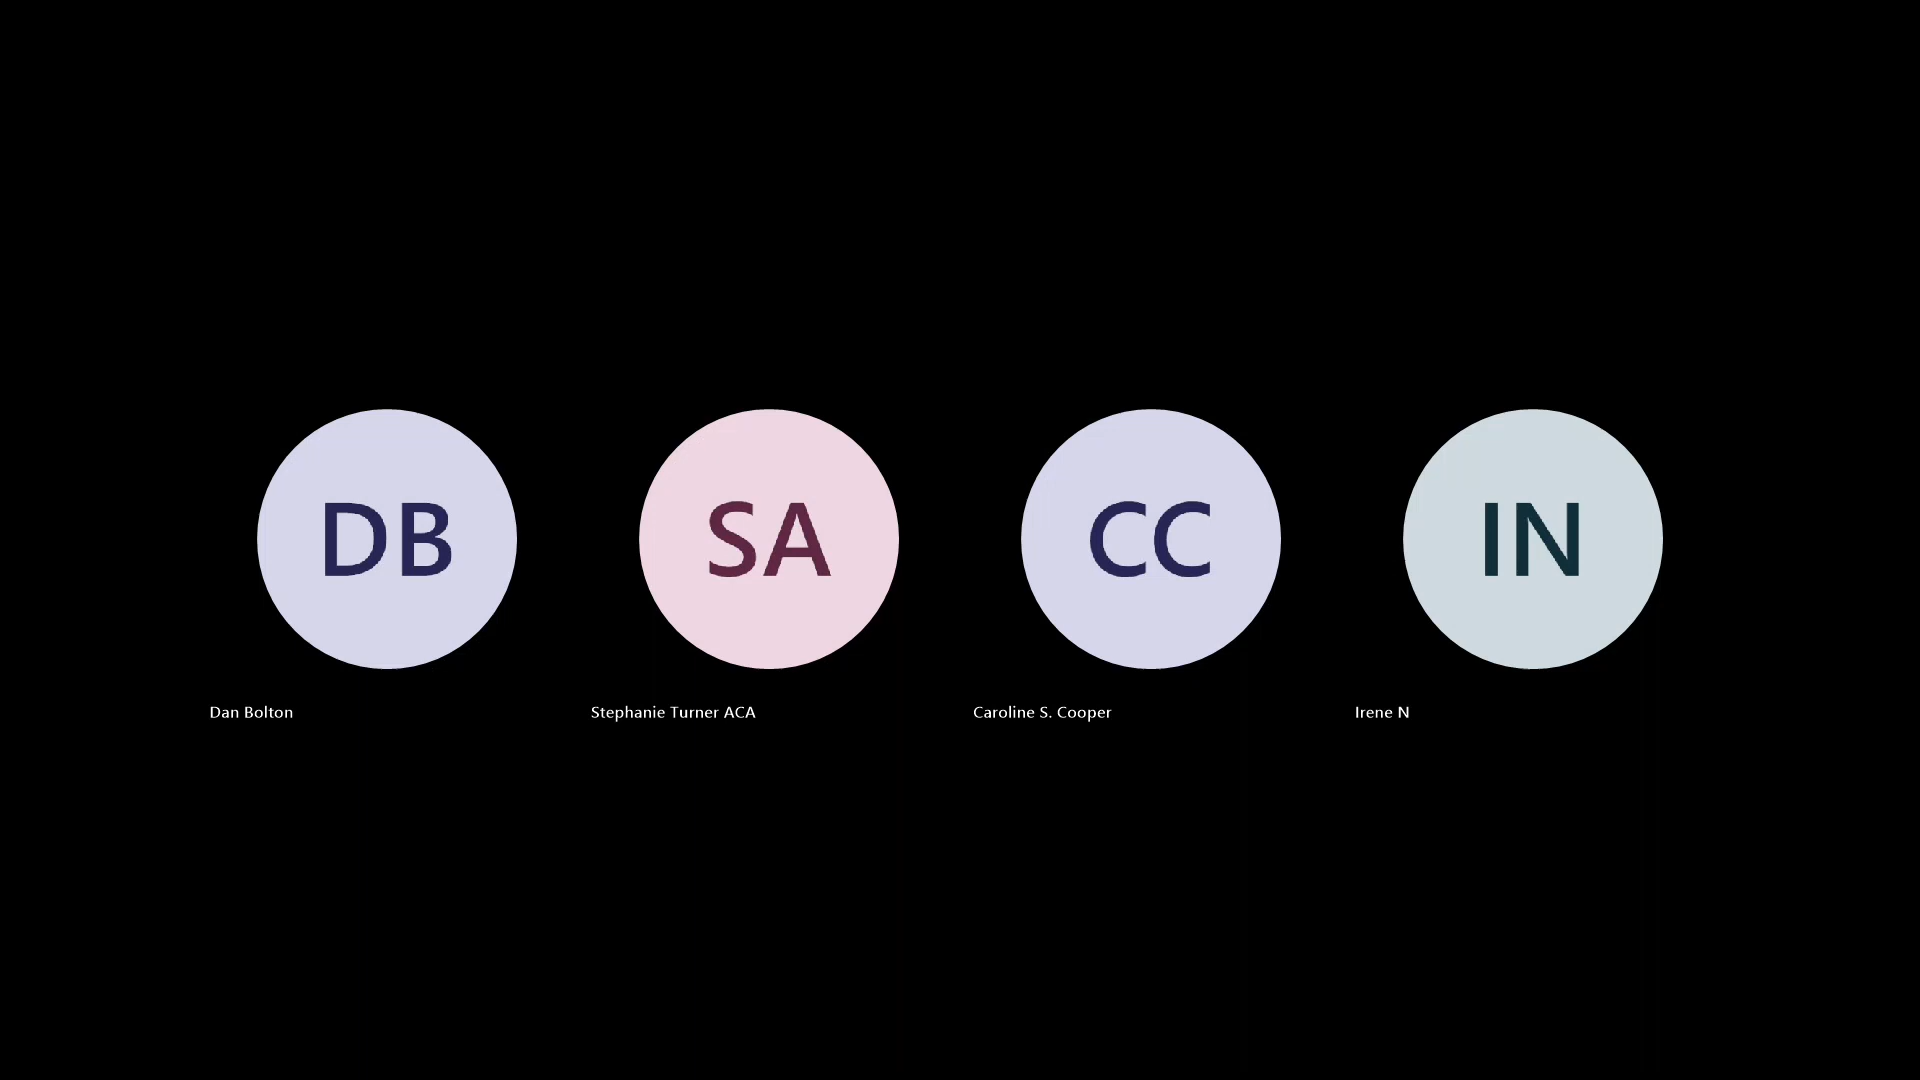 DB
SA
CC
IN
Dan Bolton
Stephanie Turner ACA
Caroline S. Cooper
Irene N